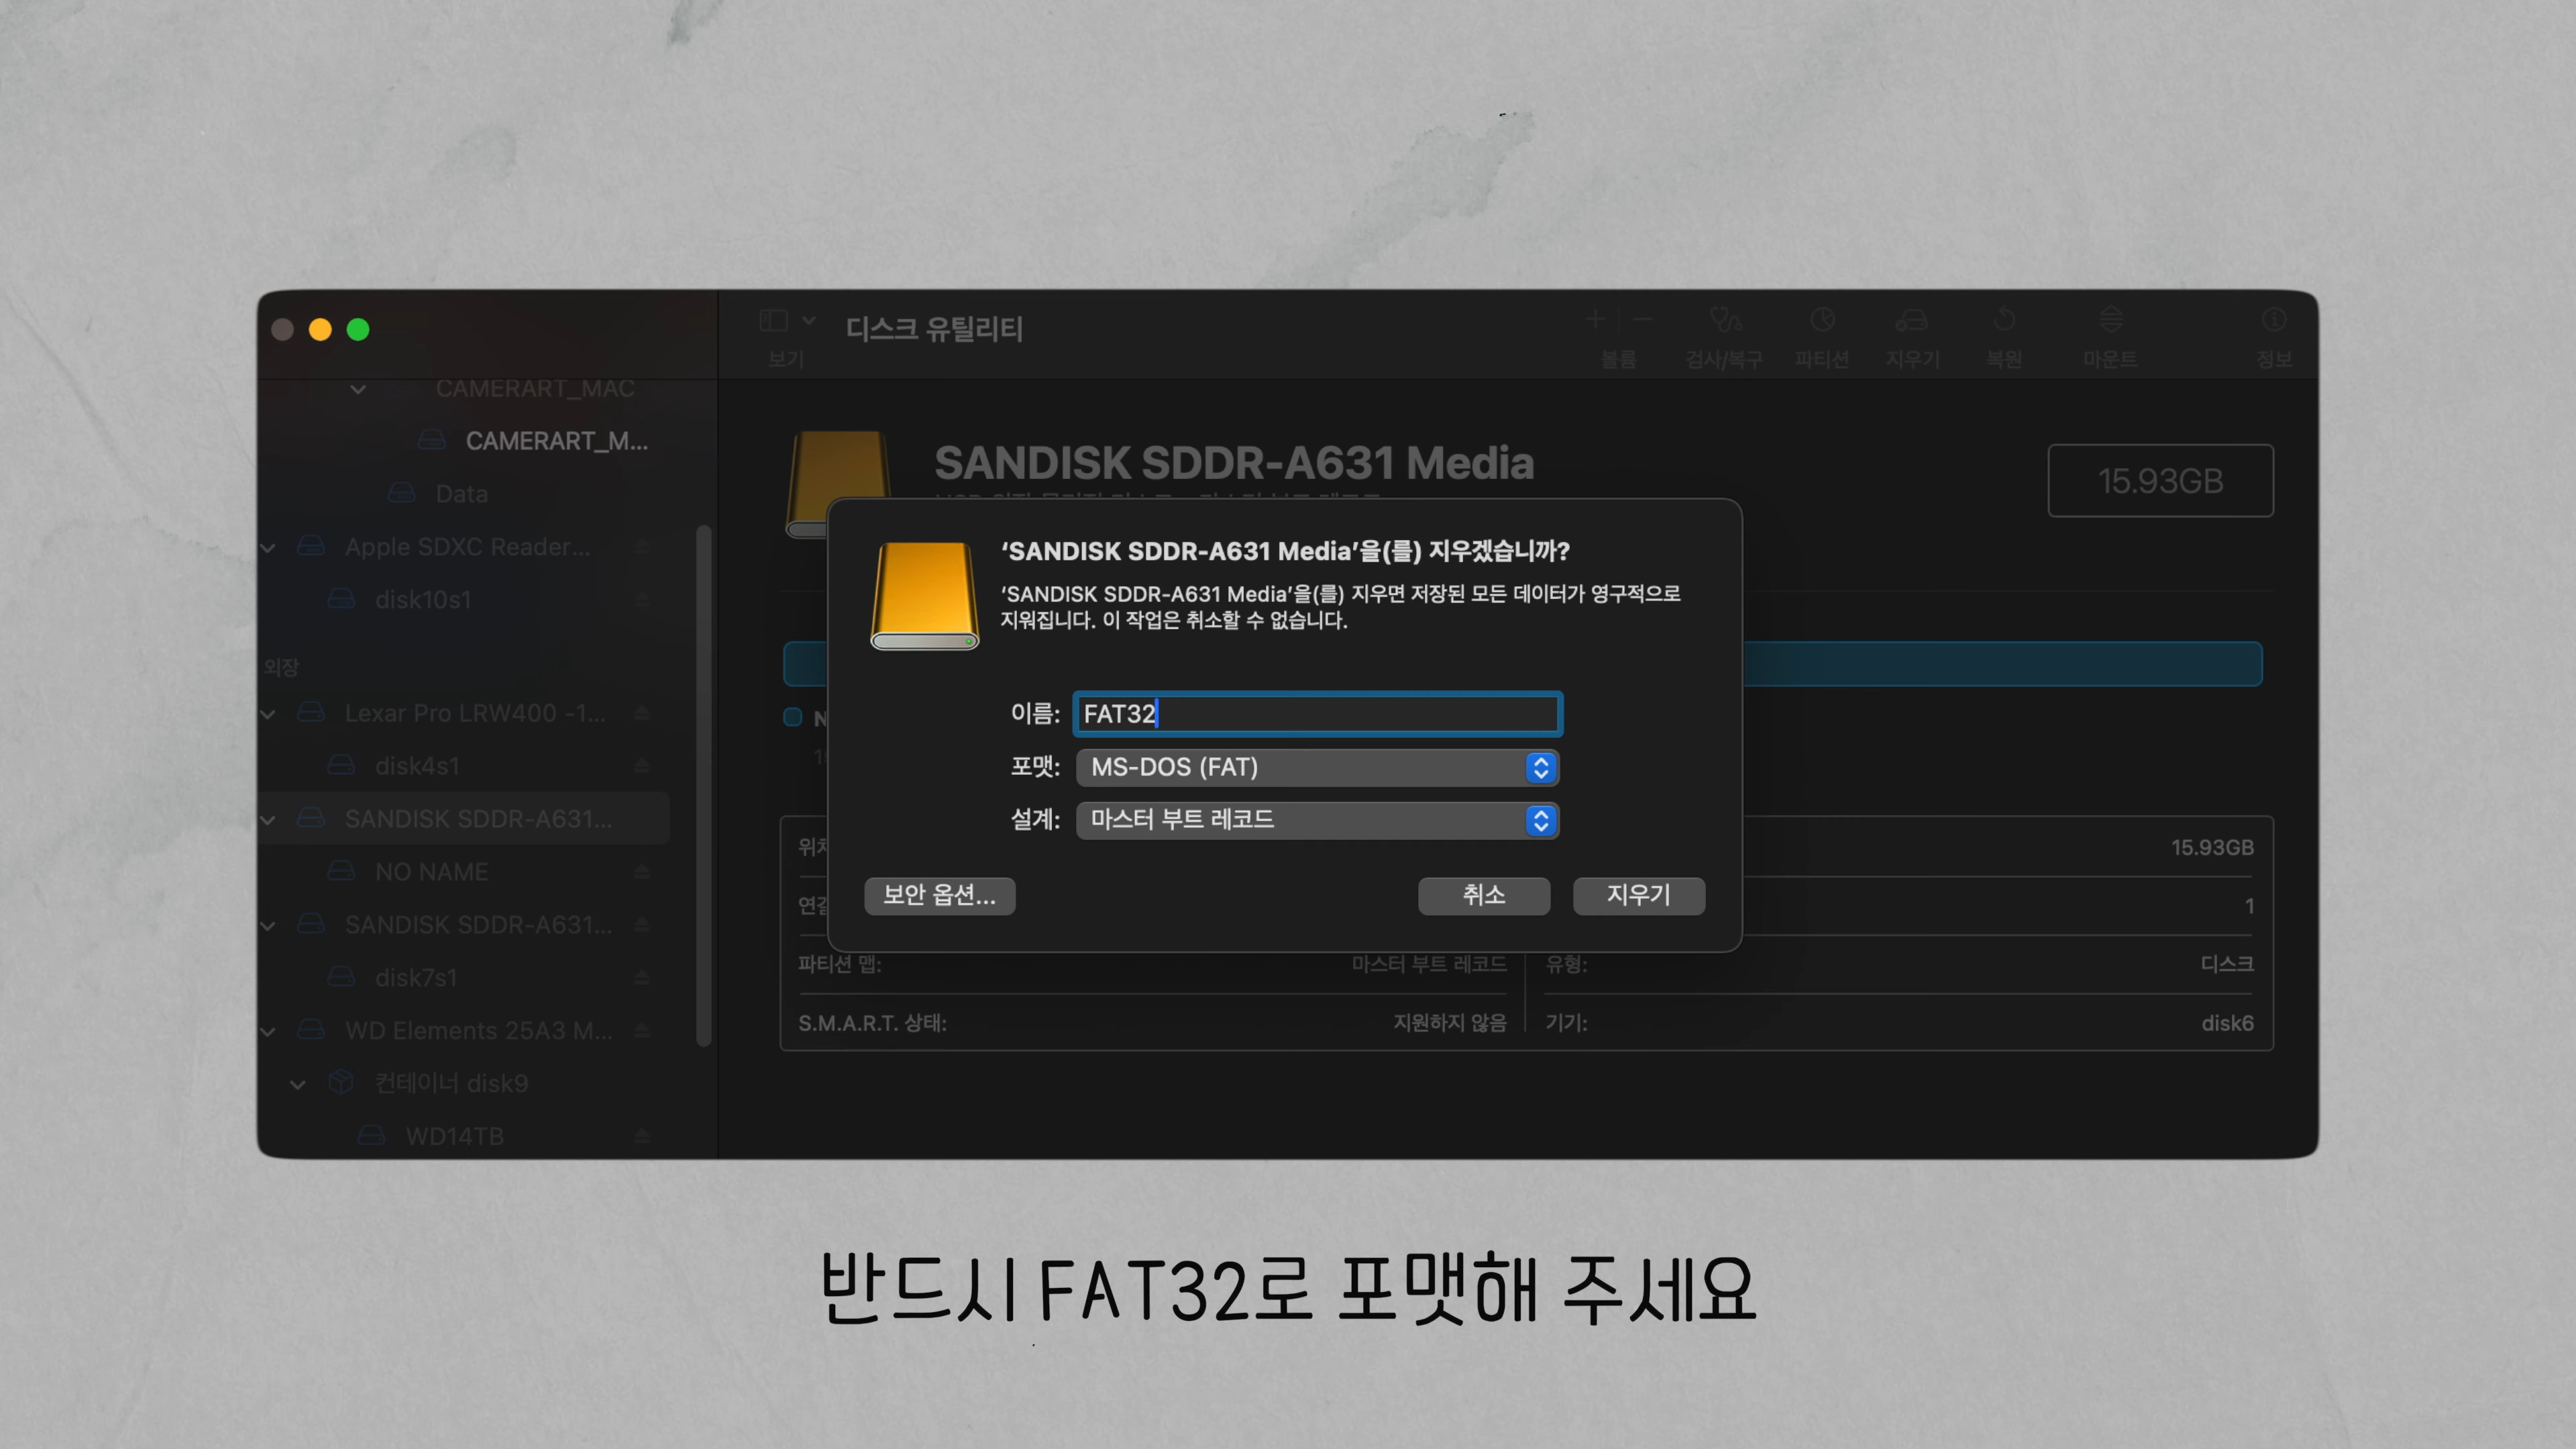 디스크 유틸리티
보기
볼륨
검사/복구
파티션
지우기
복원
마운트
정보
CAMERART_MAC
CAMERART_M...
Data
Apple SDXC Reader...
disk10s1
외장
Lexar Pro LRW400 -1...
disk4s1
SANDISK SDDR-A631...
NO NAME
SANDISK SDDR-A631...
disk7s1
WD Elements 25A3 M...
컨테이너 disk9
WD14TB
SANDISK SDDR-A631 Media
15.93GB
‘SANDISK SDDR-A631 Media’을(를) 지우겠습니까?
‘SANDISK SDDR-A631 Media’을(를) 지우면 저장된 모든 데이터가 영구적으로
지워집니다. 이 작업은 취소할 수 없습니다.
이름: FAT32
포맷: MS-DOS (FAT)
설계: 마스터 부트 레코드
보안 옵션...
취소
지우기
15.93GB
1
파티션 맵: 마스터 부트 레코드
유형: 디스크
S.M.A.R.T. 상태: 지원하지 않음
기기: disk6
반드시 FAT32로 포맷해 주세요